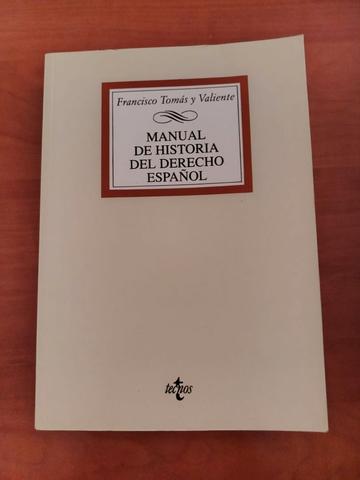 Francisco Tomás y Valiente
MANUAL
DE HISTORIA
DEL DERECHO
ESPAÑOL
tecnos